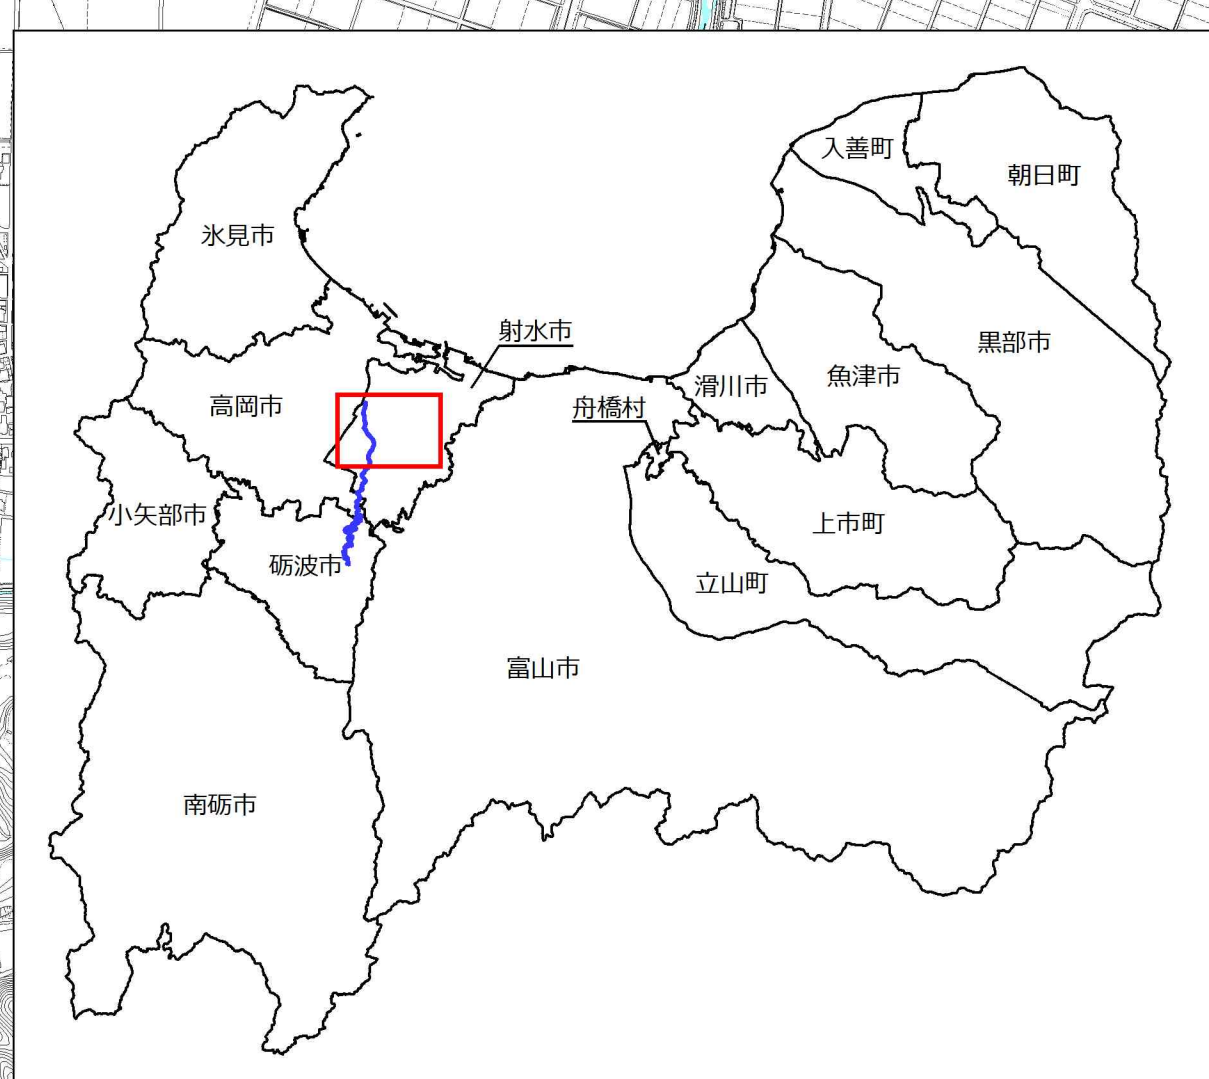 入善町
朝日町
氷見市
射水市
黒部市
魚津市
滑川市
高岡市
舟橋村
小矢部市
上市町
砺波市
立山町
富山市
南砺市